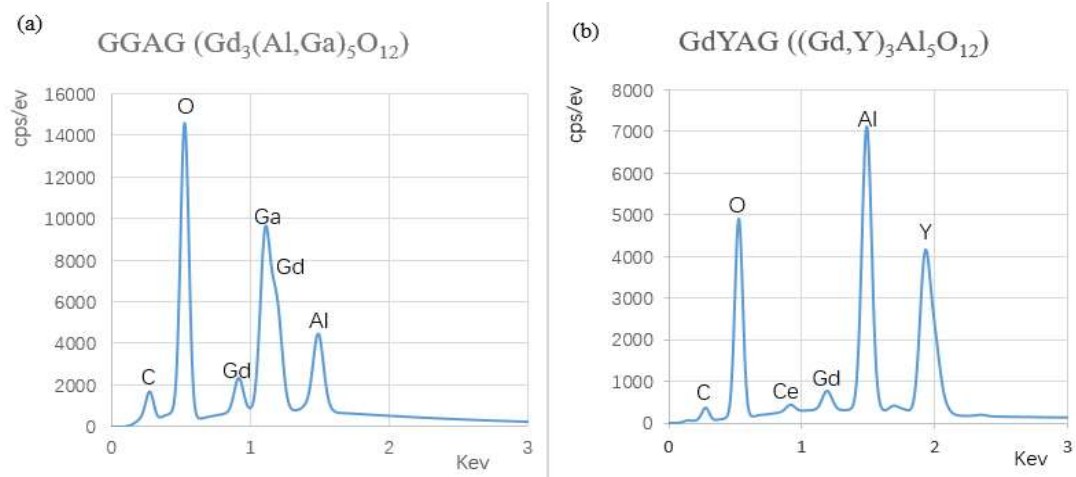 (a)
GGAG (Gd₃(Al,Ga)₅O₁₂)
cps/ev
16000
14000
12000
10000
8000
6000
4000
2000
0
O
Ga
Gd
Al
Gd
C
0 1 2 3
Kev
(b)
GdYAG ((Gd,Y)₃Al₅O₁₂)
cps/ev
8000
7000
6000
5000
4000
3000
2000
1000
0
Al
O
Y
C
Ce
Gd
0 1 2 3
Kev